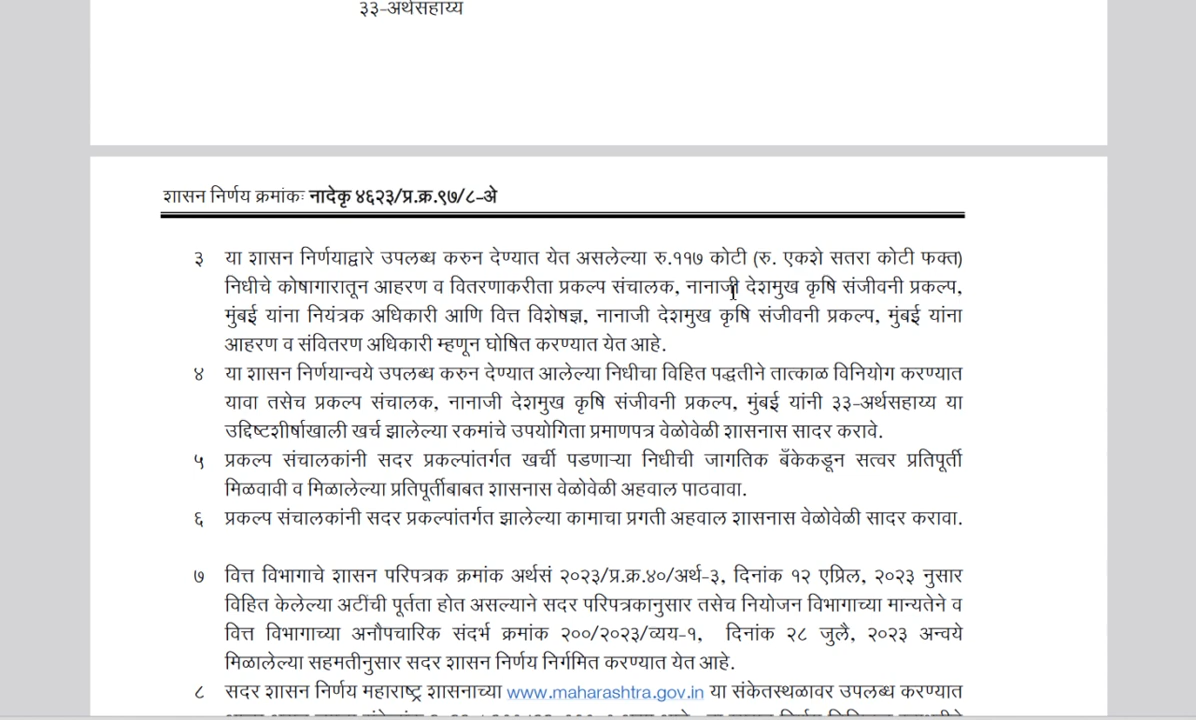 ३३-अर्थसहाय्य
शासन निर्णय क्रमांकः नादेकृ ४६२३/प्र.क्र.९७/८-अे
३ या शासन निर्णयाद्वारे उपलब्ध करुन देण्यात येत असलेल्या रु.११७ कोटी (रु. एकशे सतरा कोटी फक्त)
निधीचे कोषागारातून आहरण व वितरणाकरीता प्रकल्प संचालक, नानाजी देशमुख कृषि संजीवनी प्रकल्प,
मुंबई यांना नियंत्रक अधिकारी आणि वित्त विशेषज्ञ, नानाजी देशमुख कृषि संजीवनी प्रकल्प, मुंबई यांना
आहरण व संवितरण अधिकारी म्हणून घोषित करण्यात येत आहे.
४ या शासन निर्णयान्वये उपलब्ध करुन देण्यात आलेल्या निधीचा विहित पद्धतीने तात्काळ विनियोग करण्यात
यावा तसेच प्रकल्प संचालक, नानाजी देशमुख कृषि संजीवनी प्रकल्प, मुंबई यांनी ३३-अर्थसहाय्य या
उद्दिष्टशीर्षाखाली खर्च झालेल्या रकमांचे उपयोगिता प्रमाणपत्र वेळोवेळी शासनास सादर करावे.
५ प्रकल्प संचालकांनी सदर प्रकल्पांतर्गत खर्ची पडणाऱ्या निधीची जागतिक बँकेकडून सत्वर प्रतिपूर्ती
मिळवावी व मिळालेल्या प्रतिपूर्तीबाबत शासनास वेळोवेळी अहवाल पाठवावा.
६ प्रकल्प संचालकांनी सदर प्रकल्पांतर्गत झालेल्या कामाचा प्रगती अहवाल शासनास वेळोवेळी सादर करावा.
७ वित्त विभागाचे शासन परिपत्रक क्रमांक अर्थसं २०२३/प्र.क्र.४०/अर्थ-३, दिनांक १२ एप्रिल, २०२३ नुसार
विहित केलेल्या अटींची पूर्तता होत असल्याने सदर परिपत्रकानुसार तसेच नियोजन विभागाच्या मान्यतेने व
वित्त विभागाच्या अनौपचारिक संदर्भ क्रमांक २००/२०२३/व्यय-१, दिनांक २८ जुलै, २०२३ अन्वये
मिळालेल्या सहमतीनुसार सदर शासन निर्णय निर्गमित करण्यात येत आहे.
८ सदर शासन निर्णय महाराष्ट्र शासनाच्या www.maharashtra.gov.in या संकेतस्थळावर उपलब्ध करण्यात